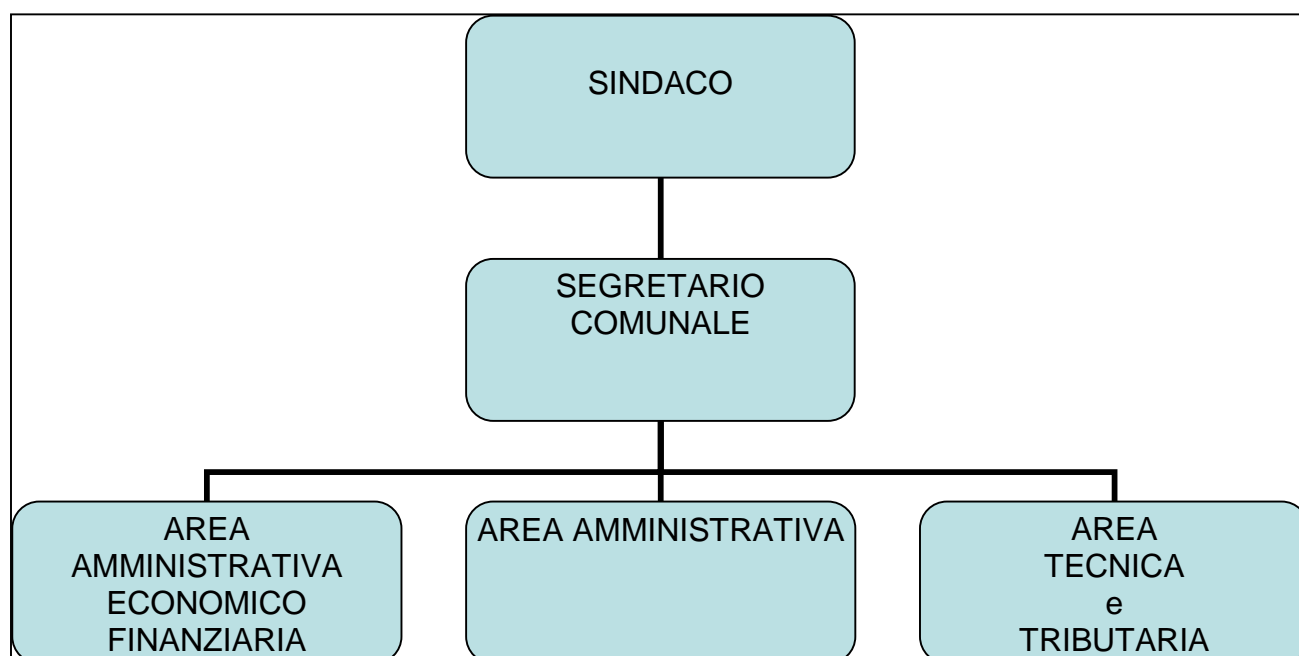 SINDACO
SEGRETARIO
COMUNALE
AREA
AMMINISTRATIVA
ECONOMICO
FINANZIARIA
AREA AMMINISTRATIVA
AREA
TECNICA
e
TRIBUTARIA